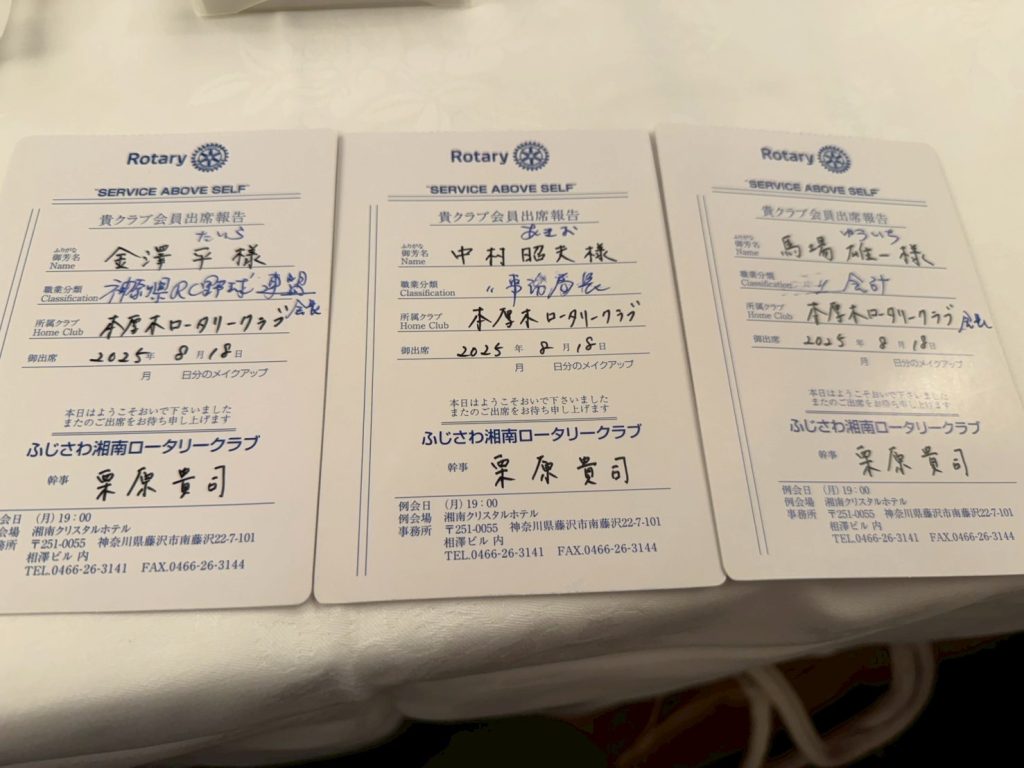 Rotary
"SERVICE ABOVE SELF"
貴クラブ会員出席報告
たいら
ふりがな
御芳名 金澤 平 様
Name
職業分類 神奈川県RC野球連盟
Classification
会長
所属クラブ 本厚木ロータリークラブ
Home Club
御出席 2025年 8月18日
月 日分のメイクアップ
本日はようこそおいで下さいました
またのご出席をお待ち申し上げます
ふじさわ湘南ロータリークラブ
幹事 栗原貴司
会日 (月) 19:00
会場 湘南クリスタルホテル
務所 〒251-0055 神奈川県藤沢市南藤沢22-7-101
相澤ビル 内
TEL.0466-26-3141 FAX.0466-26-3144
Rotary
"SERVICE ABOVE SELF"
貴クラブ会員出席報告
あきお
ふりがな
御芳名 中村昭夫様
Name
職業分類 〃 事務局長
Classification
所属クラブ 本厚木ロータリークラブ
Home Club
御出席 2025年 8月18日
月 日分のメイクアップ
本日はようこそおいで下さいました
またのご出席をお待ち申し上げます
ふじさわ湘南ロータリークラブ
幹事 栗原貴司
例会日 (月) 19:00
例会場 湘南クリスタルホテル
事務所 〒251-0055 神奈川県藤沢市南藤沢22-7-101
相澤ビル 内
TEL.0466-26-3141 FAX.0466-26-3144
Rotary
"SERVICE ABOVE SELF"
貴クラブ会員出席報告
ゆういち
ふりがな
御芳名 馬場雄一様
Name
職業分類 会計
Classification
所属クラブ 本厚木ロータリークラブ 会長
Home Club
御出席 2025年 8月18日
月 日分のメイクアップ
本日はようこそおいで下さいました
またのご出席をお待ち申し上げます
ふじさわ湘南ロータリークラブ
幹事 栗原貴司
例会日 (月) 19:00
例会場 湘南クリスタルホテル
事務所 〒251-0055 神奈川県藤沢市南藤沢22-7-101
相澤ビル 内
TEL.0466-26-3141 FAX.0466-26-3144